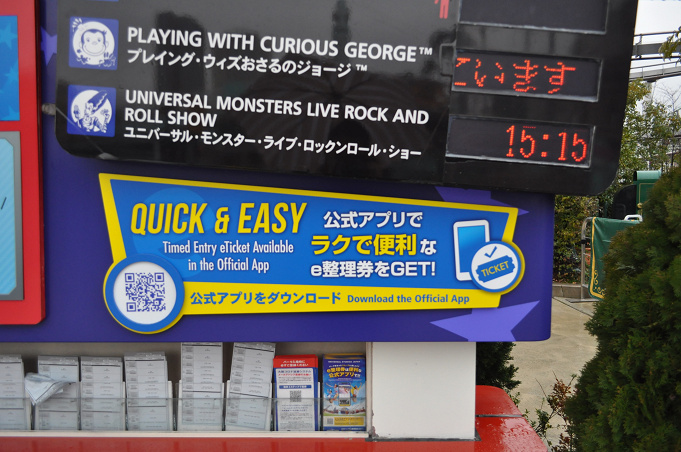 PLAYING WITH CURIOUS GEORGE™
プレイング・ウィズおさるのジョージ™
ています
UNIVERSAL MONSTERS LIVE ROCK AND
ROLL SHOW
ユニバーサル・モンスター・ライブ・ロックンロール・ショー
15:15
QUICK & EASY
Timed Entry eTicket Available
in the Official App
公式アプリで
ラクで便利な
e整理券をGET!
TICKET
公式アプリをダウンロード Download the Official App